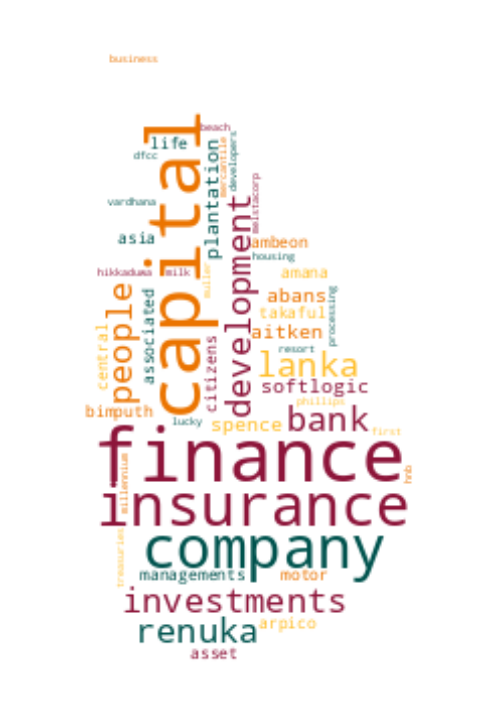 business
beach
life
dfcc
capital
plantation
mercantile
developers
vardhana
melstacorp
asia
development
ambeon
housing
hikkaduwa
milk
muller
amana
people
associated
abans
takaful
processing
central
citizens
aitken
resort
lanka
softlogic
phillips
bimputh
lucky
spence
bank
first
finance
millennium
hnb
insurance
company
treasuries
managements
motor
investments
renuka
arpico
asset